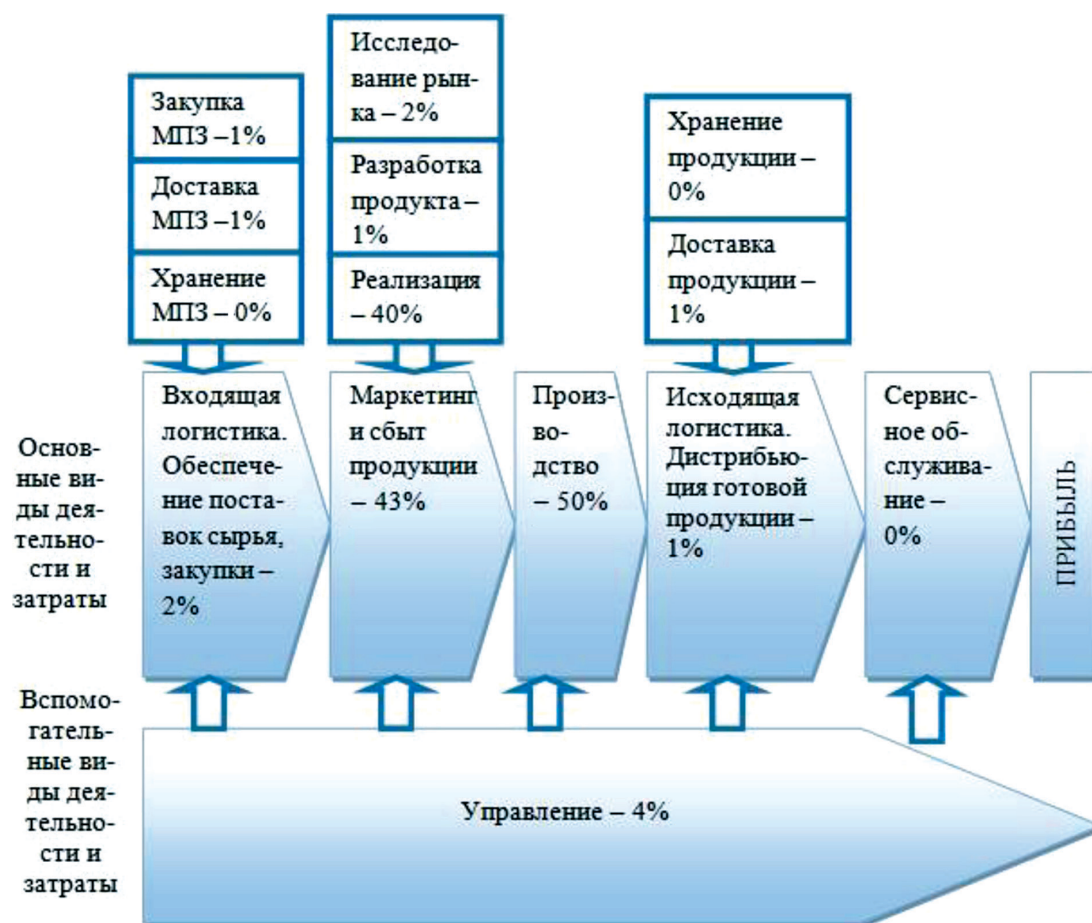 Закупка
МПЗ –1%
Доставка
МПЗ –1%
Хранение
МПЗ – 0%
Исследо-
вание рын-
ка – 2%
Разработка
продукта –
1%
Реализация
– 40%
Хранение
продукции –
0%
Доставка
продукции –
1%
Основ-
ные ви-
ды дея-
тельно-
сти и
затраты
Входящая
логистика.
Обеспече-
ние поста-
вок сырья,
закупки –
2%
Маркетинг
и сбыт
продукции
– 43%
Произ-
во-
дство
– 50%
Исходящая
логистика.
Дистрибью-
ция готовой
продукции –
1%
Сервис-
ное об-
служива-
ние –
0%
ПРИБЫЛЬ
Вспомо-
гатель-
ные ви-
ды дея-
тельно-
сти и
затраты
Управление – 4%